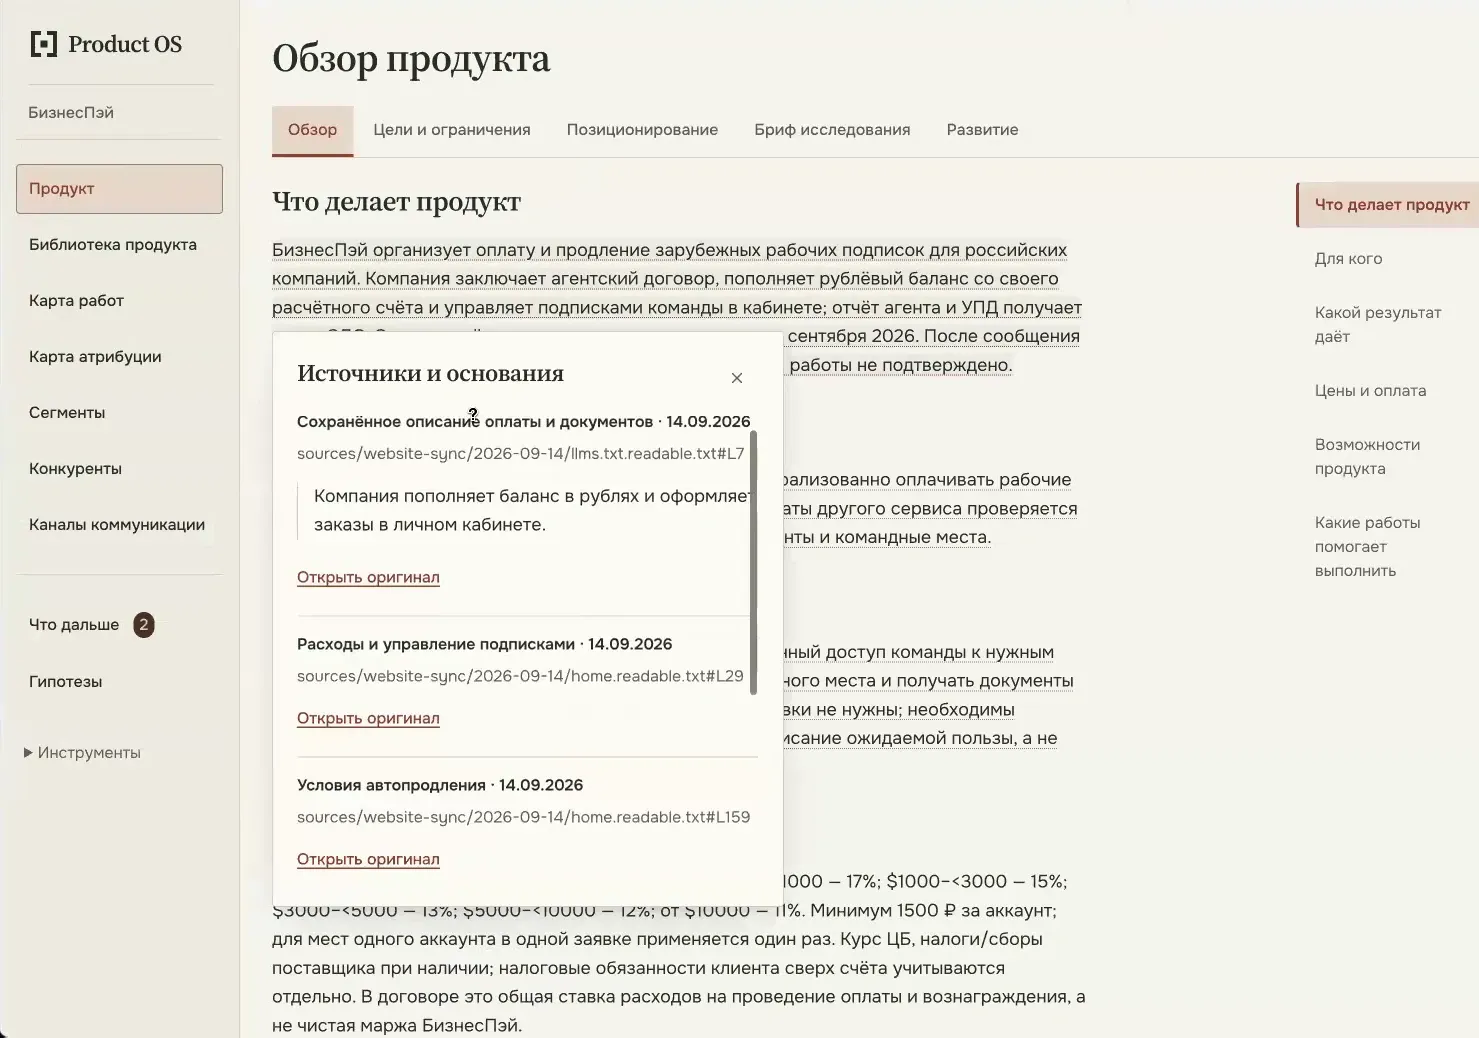 Product OS
БизнесПэй
Продукт
Библиотека продукта
Карта работ
Карта атрибуции
Сегменты
Конкуренты
Каналы коммуникации
Что дальше 2
Гипотезы
Инструменты
Обзор продукта
Обзор
Цели и ограничения
Позиционирование
Бриф исследования
Развитие
Что делает продукт
БизнесПэй организует оплату и продление зарубежных рабочих подписок для российских
компаний. Компания заключает агентский договор, пополняет рублёвый баланс со своего
расчётного счёта и управляет подписками команды в кабинете; отчёт агента и УПД получает
сентября 2026. После сообщения
работы не подтверждено.
Источники и основания
×
Сохранённое описание оплаты и документов · 14.09.2026
sources/website-sync/2026-09-14/llms.txt.readable.txt#L7
Компания пополняет баланс в рублях и оформляет
заказы в личном кабинете.
Открыть оригинал
Расходы и управление подписками · 14.09.2026
sources/website-sync/2026-09-14/home.readable.txt#L29
Открыть оригинал
Условия автопродления · 14.09.2026
sources/website-sync/2026-09-14/home.readable.txt#L159
Открыть оригинал
оплачивать рабочие
другого сервиса проверяется
и командные места.
доступ команды к нужным
места и получать документы
не нужны; необходимы
ожидаемой пользы, а не
— 17%; $1000–<3000 — 15%;
$3000–<5000 — 13%; $5000–<10000 — 12%; от $10000 — 11%. Минимум 1500 ₽ за аккаунт;
для мест одного аккаунта в одной заявке применяется один раз. Курс ЦБ, налоги/сборы
поставщика при наличии; налоговые обязанности клиента сверх счёта учитываются
отдельно. В договоре это общая ставка расходов на проведение оплаты и вознаграждения, а
не чистая маржа БизнесПэй.
Что делает продукт
Для кого
Какой результат
даёт
Цены и оплата
Возможности
продукта
Какие работы
помогает
выполнить